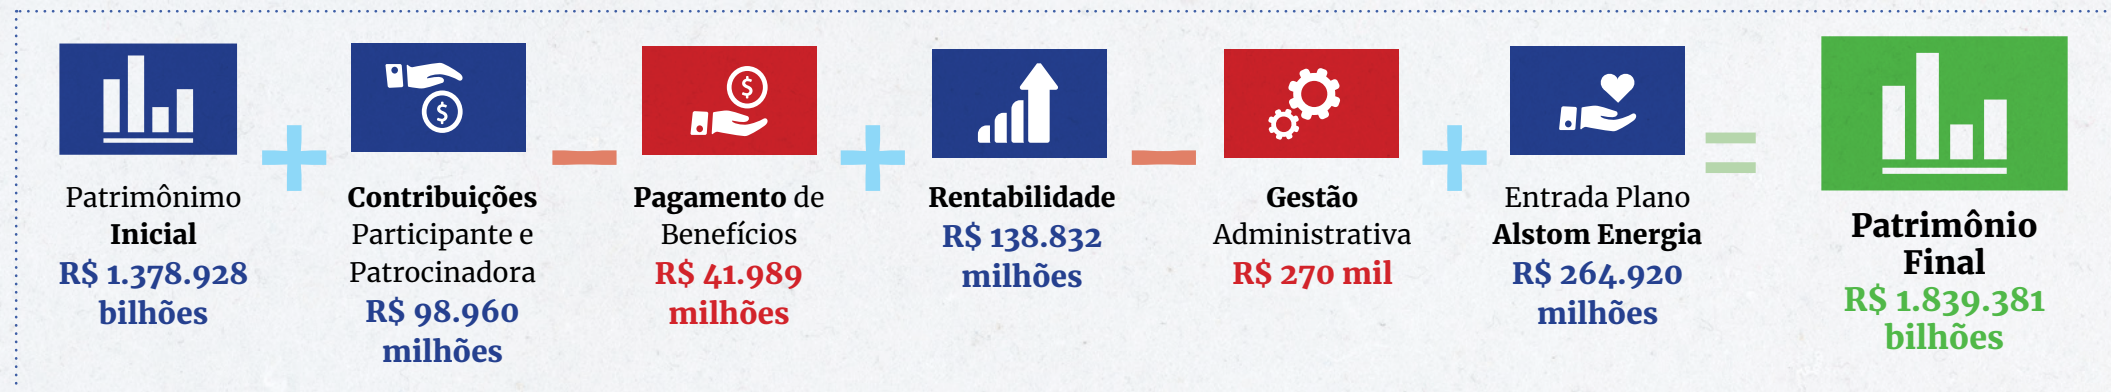 Patrimônimo
Inicial
R$ 1.378.928
bilhões
+
Contribuições
Participante e
Patrocinadora
R$ 98.960
milhões
−
Pagamento de
Benefícios
R$ 41.989
milhões
+
Rentabilidade
R$ 138.832
milhões
−
Gestão
Administrativa
R$ 270 mil
+
Entrada Plano
Alstom Energia
R$ 264.920
milhões
=
Patrimônio
Final
R$ 1.839.381
bilhões